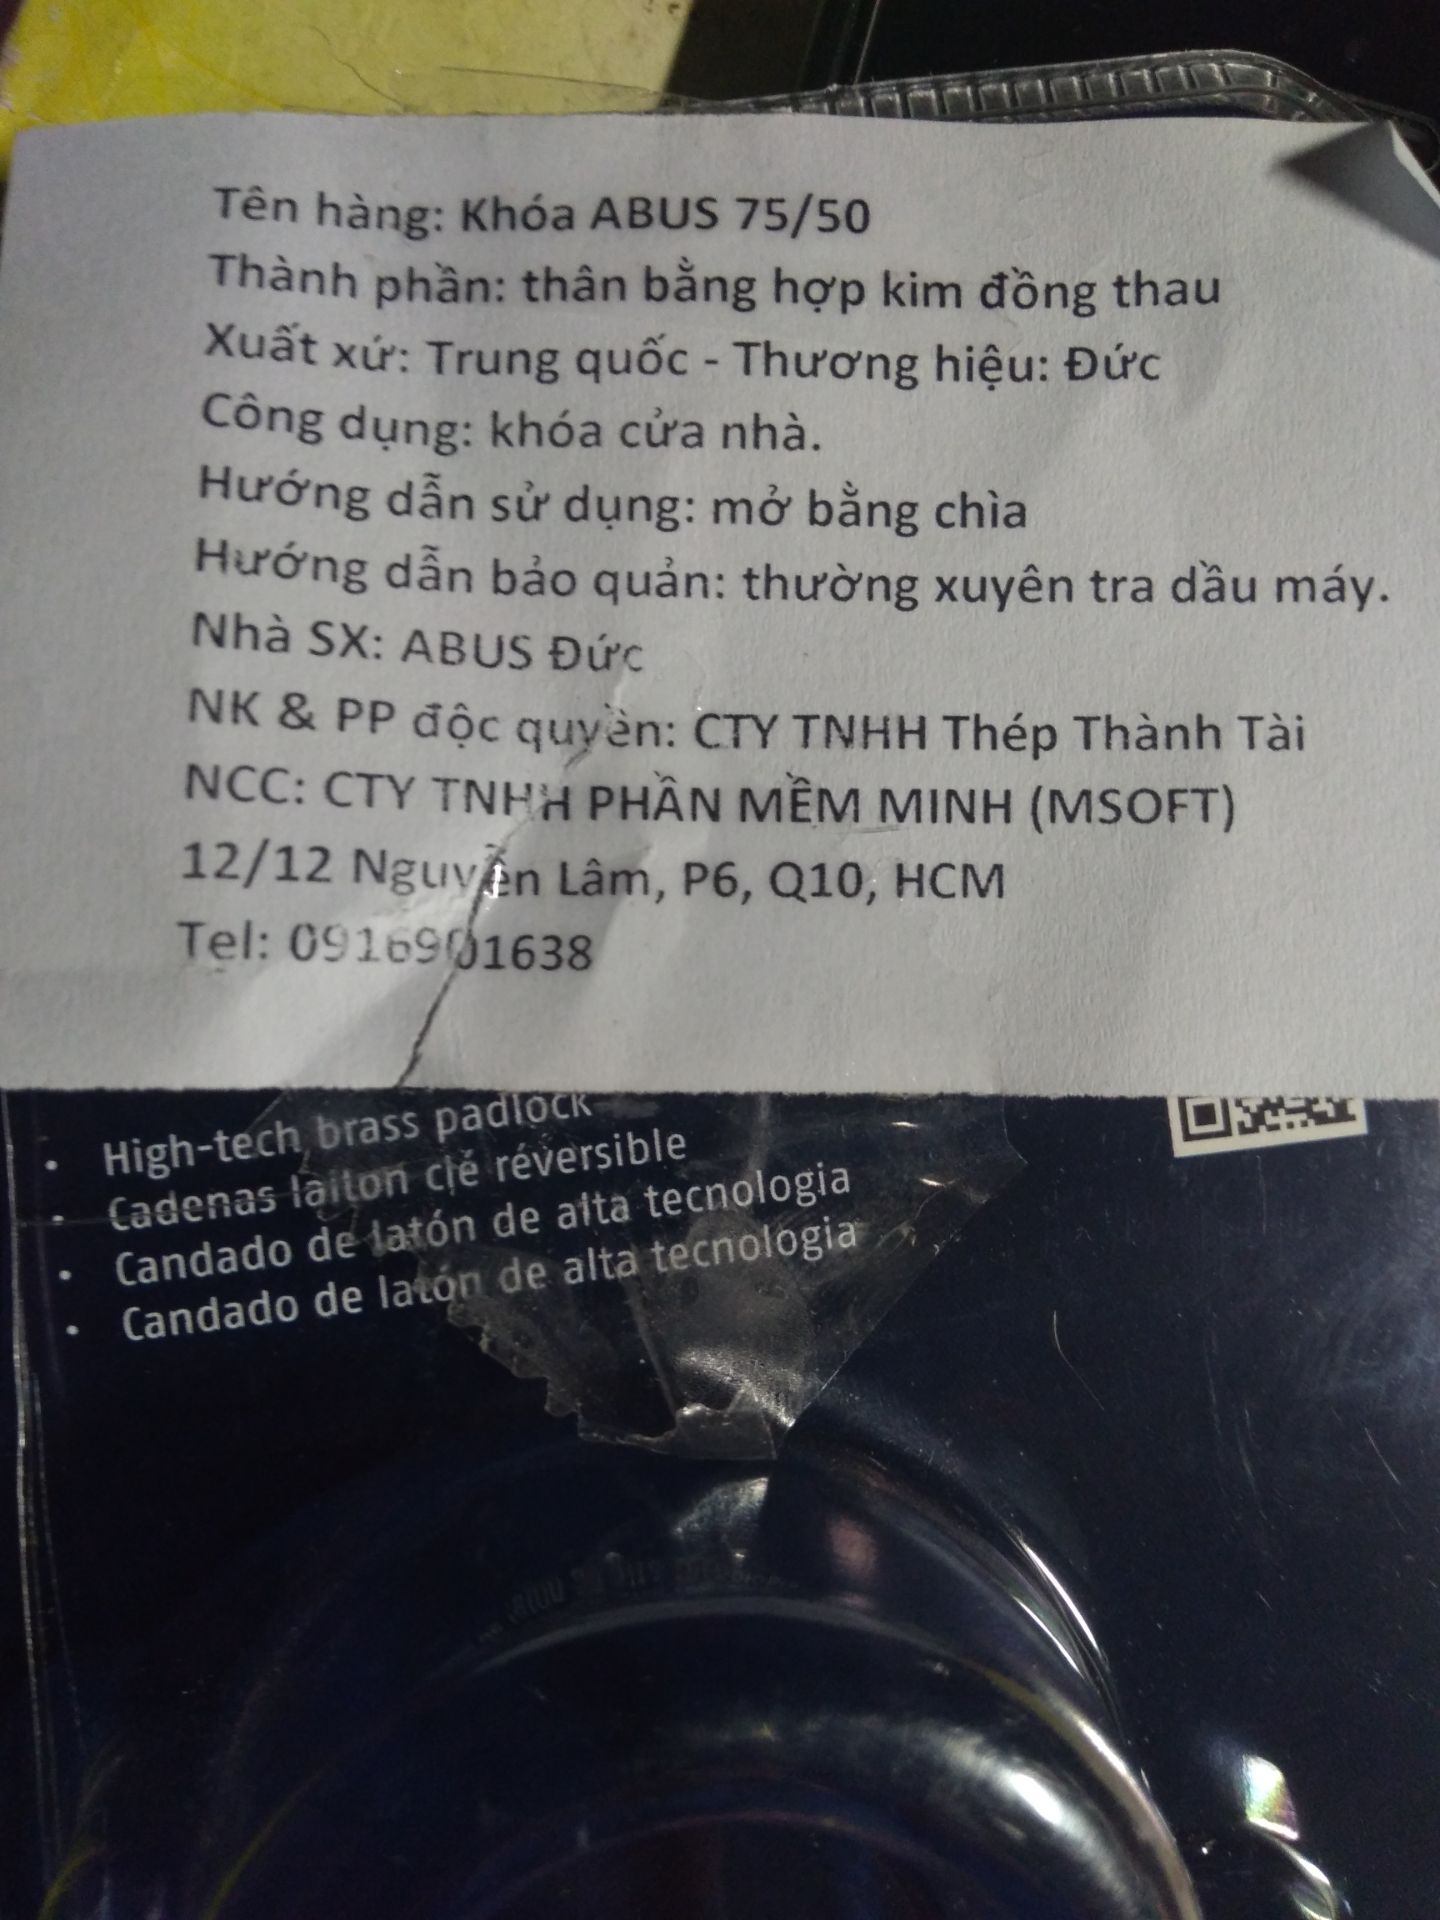 Tên hàng: Khóa ABUS 75/50
Thành phần: thân bằng hợp kim đồng thau
Xuất xứ: Trung quốc - Thương hiệu: Đức
Công dụng: khóa cửa nhà.
Hướng dẫn sử dụng: mở bằng chìa
Hướng dẫn bảo quản: thường xuyên tra dầu máy.
Nhà SX: ABUS Đức
NK & PP độc quyền: CTY TNHH Thép Thành Tài
NCC: CTY TNHH PHẦN MỀM MINH (MSOFT)
12/12 Nguyễn Lâm, P6, Q10, HCM
Tel: 0916901638
• High-tech brass padlock
• Cadenas laiton clé réversible
• Candado de latón de alta tecnologia
• Candado de latón de alta tecnologia